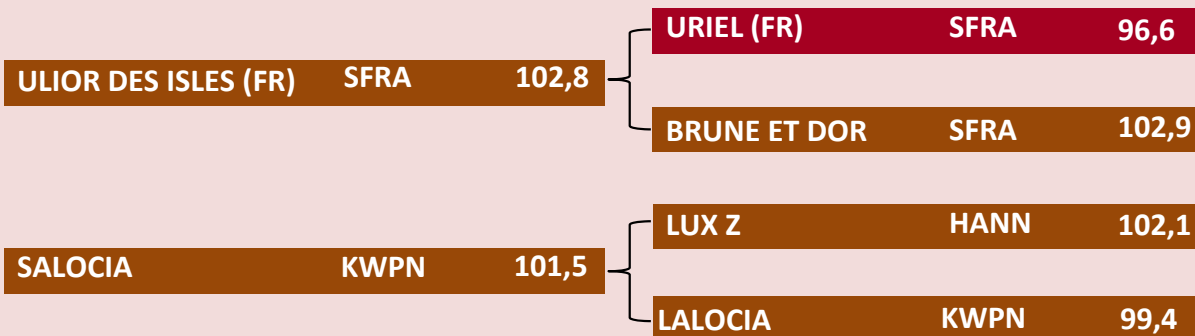 URIEL (FR) SFRA 96,6
ULIOR DES ISLES (FR) SFRA 102,8
BRUNE ET DOR SFRA 102,9
LUX Z HANN 102,1
SALOCIA KWPN 101,5
LALOCIA KWPN 99,4